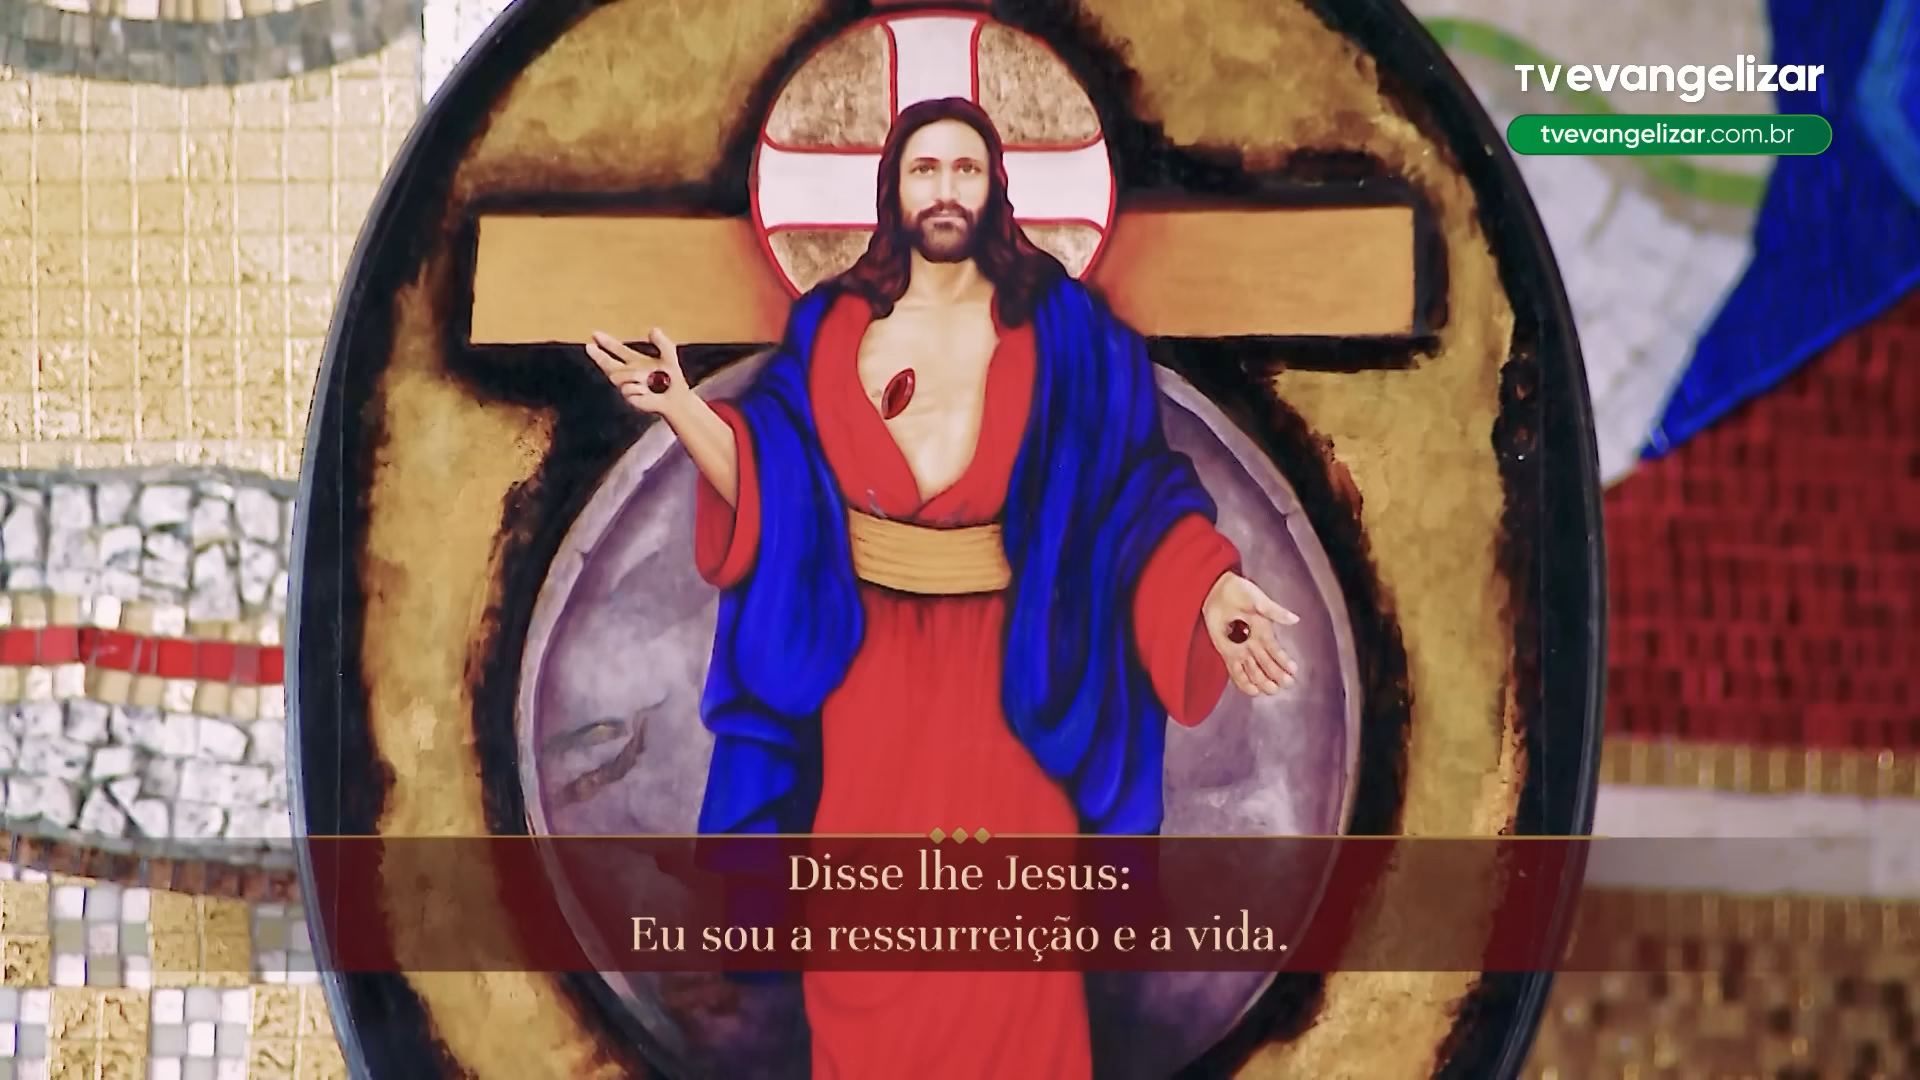 TVevangelizar
tvevangelizar.com.br
Disse lhe Jesus:
Eu sou a ressurreição e a vida.